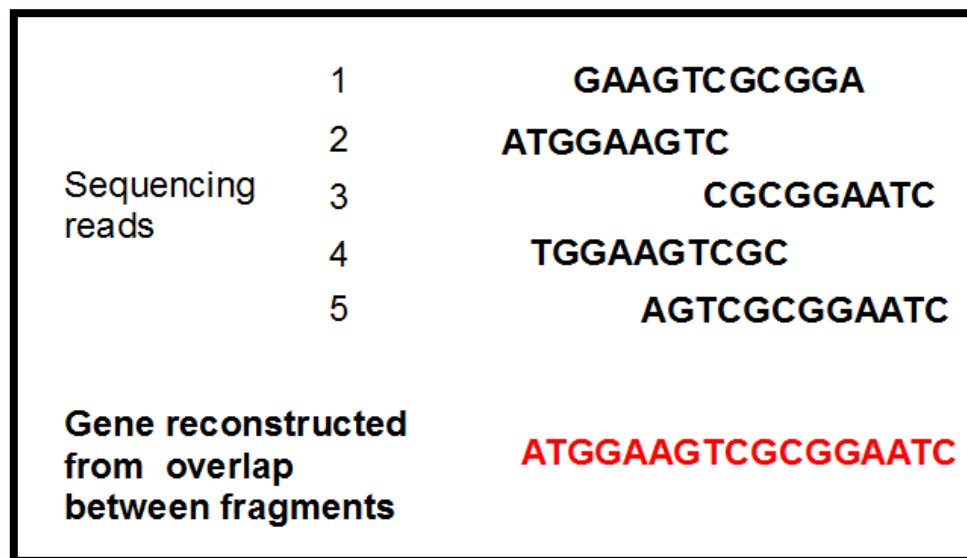 1 GAAGTCGCGGA
2 ATGGAAGTC
Sequencing
reads
3 CGCGGAATC
4 TGGAAGTCGC
5 AGTCGCGGAATC
Gene reconstructed
from overlap
between fragments
ATGGAAGTCGCGGAATC